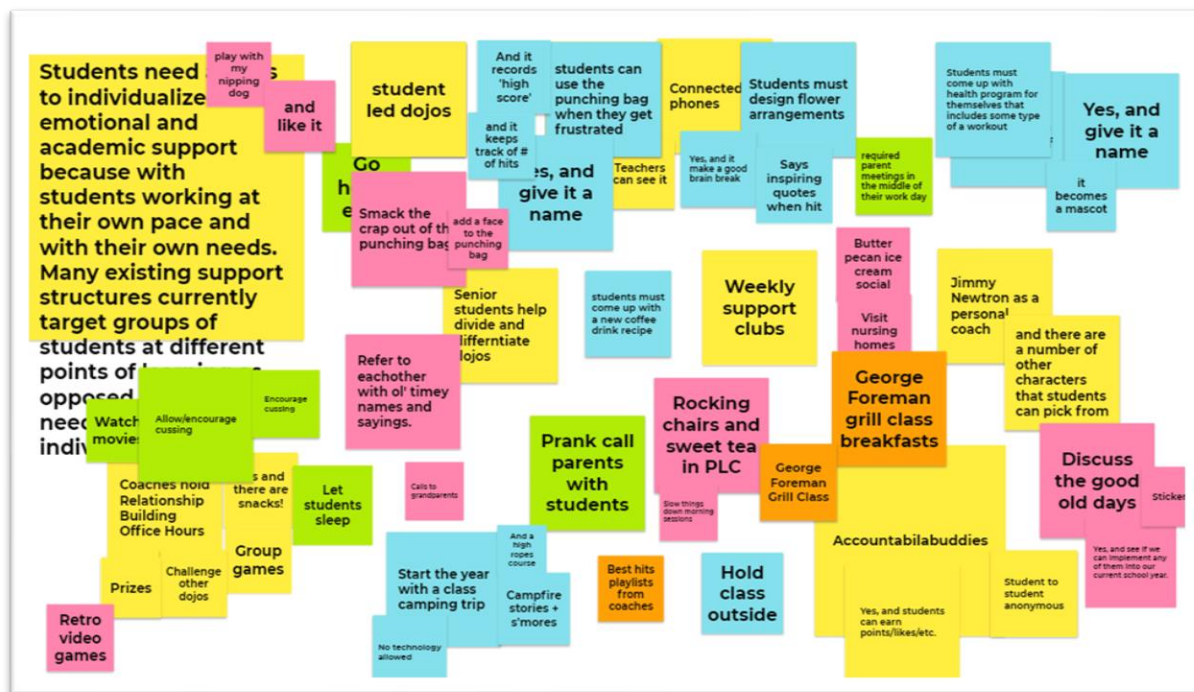 Students need
to individualize
emotional and
academic support
because with
students working at
their own pace and
with their own needs.
Many existing support
structures currently
target groups of
students at different
points of
opposed
play with
my
nipping
dog
and
like it
Go
student
led dojos
Smack the
crap out of the
punching bag
add a face
to the
punching
bag
And it
records
'high
score'
and it
keeps
track of #
of hits
students can
use the
punching bag
when they get
frustrated
Yes, and
give it a
name
Connected
phones
Teachers
can see it
Students must
design flower
arrangements
Yes, and it
make a good
brain break
Says
inspiring
quotes
when hit
required
parent
meetings in
the middle of
their work day
Students must
come up with
health program for
themselves that
includes some type
of a workout
Yes, and
give it a
name
it
becomes
a mascot
Senior
students help
divide and
differntiate
dojos
students must
come up with
a new coffee
drink recipe
Weekly
support
clubs
Butter
pecan ice
cream
social
Visit
nursing
homes
Jimmy
Newtron as a
personal
coach
and there are
a number of
other
characters
that students
can pick from
Refer to
eachother
with ol' timey
names and
sayings.
George
Foreman
grill class
breakfasts
George
Foreman
Grill Class
Rocking
chairs and
sweet tea
in PLC
Slow things
down morning
sessions
Prank call
parents
with
students
Watch
movies
Allow/encourage
cussing
Encourage
cussing
Coaches hold
Relationship
Building
Office Hours
and
there are
snacks!
Let
students
sleep
Calls to
grandparents
Group
games
Prizes
Challenge
other
dojos
Retro
video
games
Start the year
with a class
camping trip
And a
high
ropes
course
Campfire
stories +
s'mores
No technology
allowed
Best hits
playlists
from
coaches
Hold
class
outside
Accountabilabuddies
Yes, and students
can earn
points/likes/etc.
Student to
student
anonymous
Discuss
the good
old days
Sticker
Yes, and see if we
can implement any
of them into our
current school year.